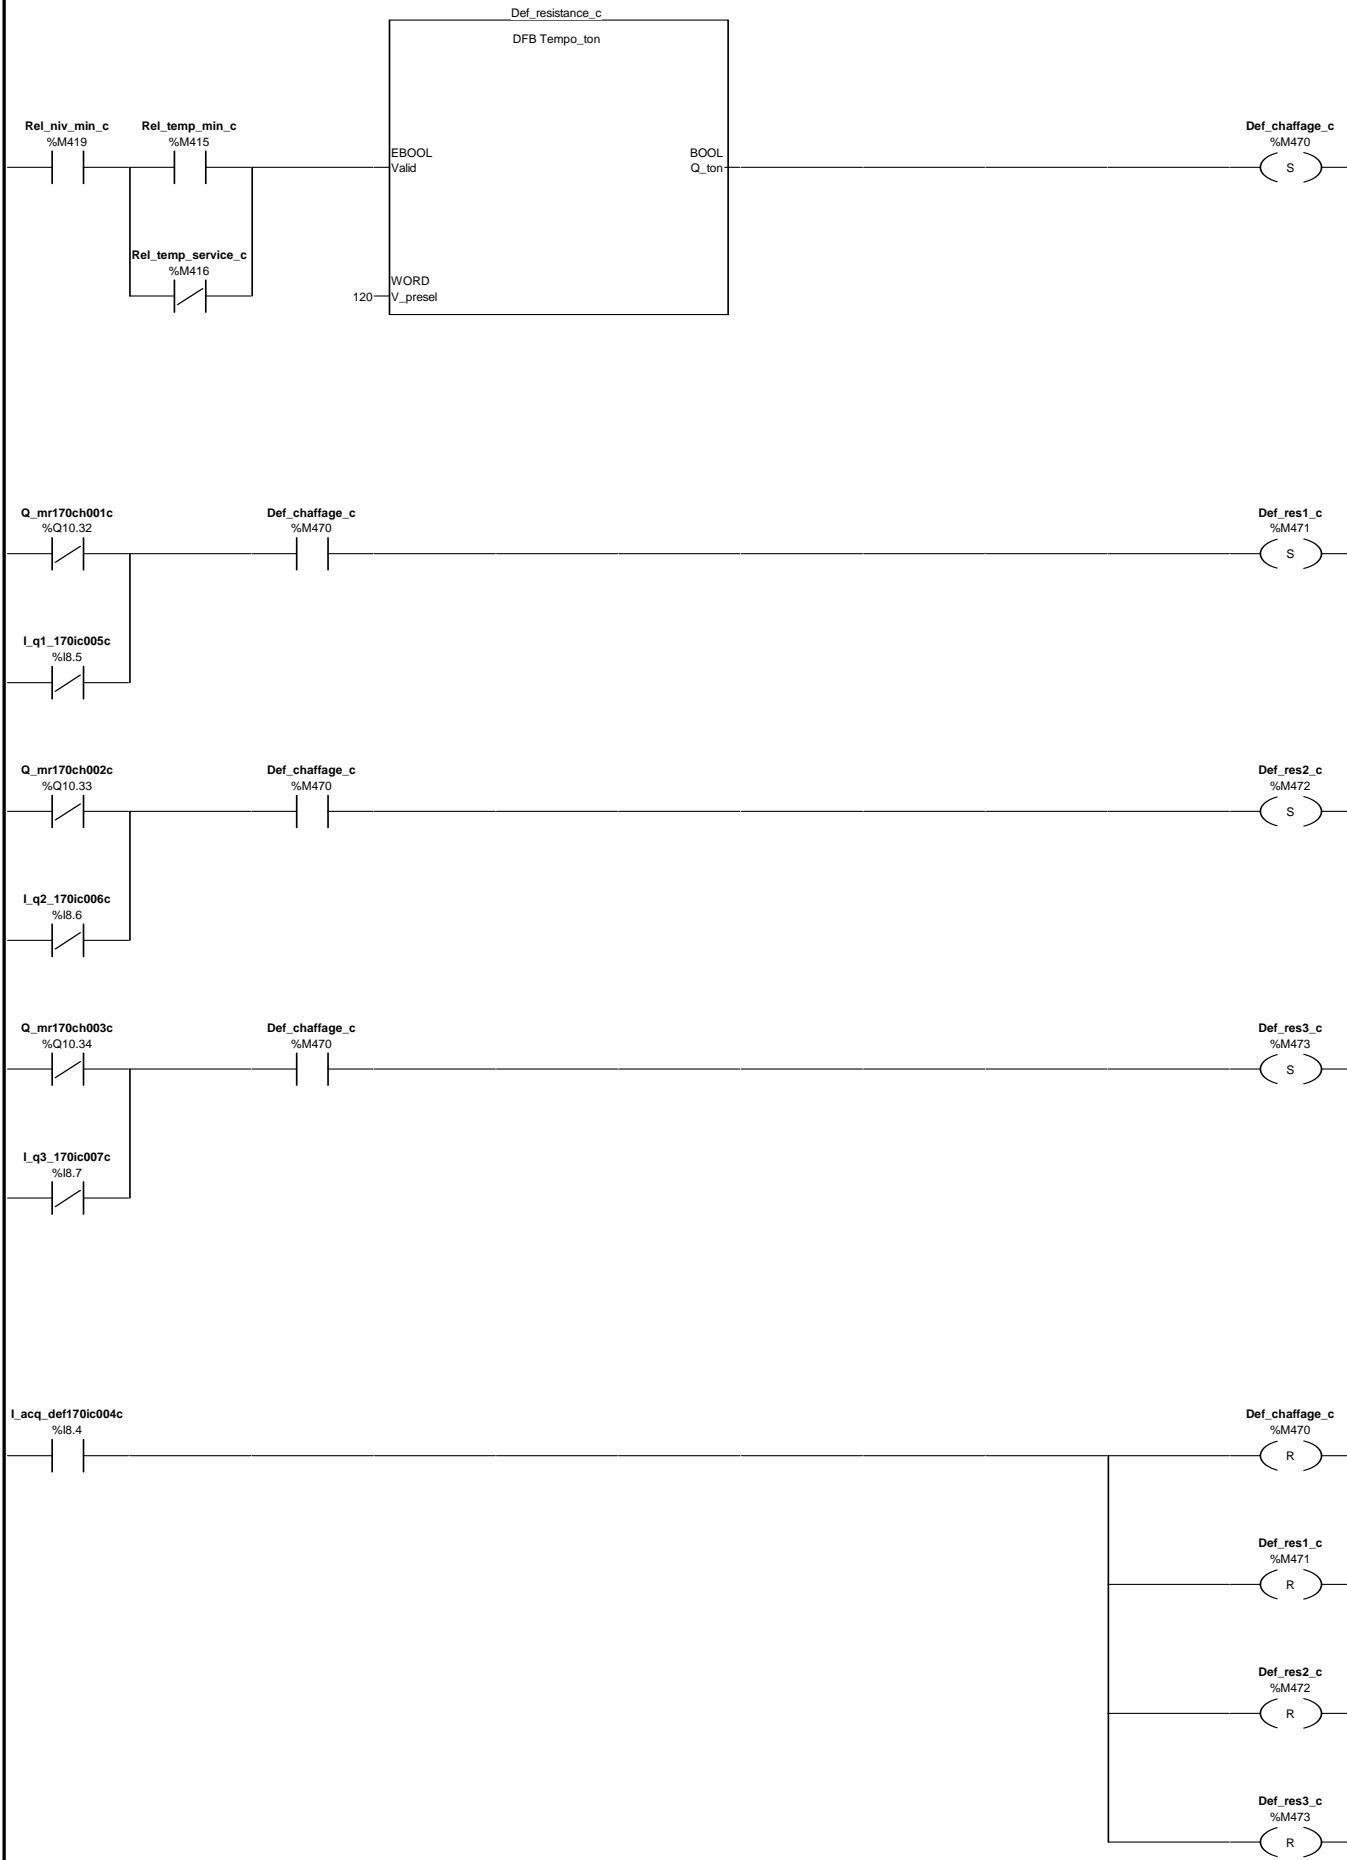 Def_resistance_c
DFB Tempo_ton
Rel_niv_min_c
%M419
Rel_temp_min_c
%M415
EBOOL
Valid
BOOL
Q_ton
Def_chaffage_c
%M470
S
Rel_temp_service_c
%M416
WORD
120
V_presel
Q_mr170ch001c
%Q10.32
Def_chaffage_c
%M470
Def_res1_c
%M471
S
I_q1_170ic005c
%I8.5
Q_mr170ch002c
%Q10.33
Def_chaffage_c
%M470
Def_res2_c
%M472
S
I_q2_170ic006c
%I8.6
Q_mr170ch003c
%Q10.34
Def_chaffage_c
%M470
Def_res3_c
%M473
S
I_q3_170ic007c
%I8.7
I_acq_def170ic004c
%I8.4
Def_chaffage_c
%M470
R
Def_res1_c
%M471
R
Def_res2_c
%M472
R
Def_res3_c
%M473
R